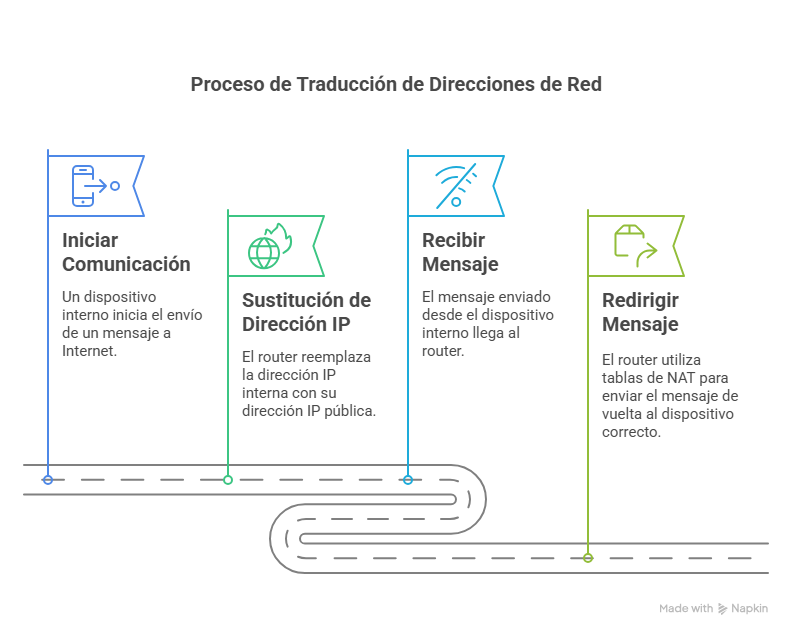 Proceso de Traducción de Direcciones de Red
Iniciar
Comunicación
Un dispositivo
interno inicia el envío
de un mensaje a
Internet.
Sustitución de
Dirección IP
El router reemplaza
la dirección IP
interna con su
dirección IP pública.
Recibir
Mensaje
El mensaje enviado
desde el dispositivo
interno llega al
router.
Redirigir
Mensaje
El router utiliza
tablas de NAT para
enviar el mensaje de
vuelta al dispositivo
correcto.
Made with Napkin